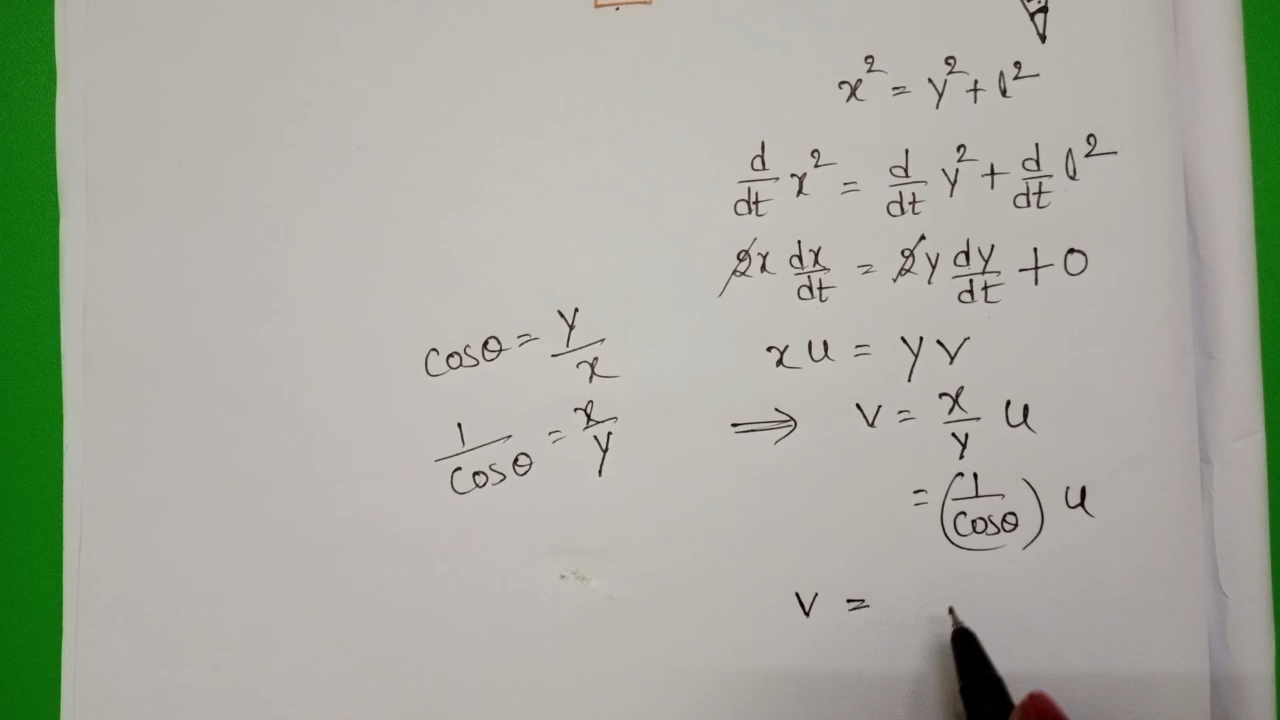 x² = y² + l²
d/dt x² = d/dt y² + d/dt l²
2x dx/dt = 2y dy/dt + 0
cosθ = y/x
xu = yv
1/cosθ = x/y
⟹ v = x/y u
= (1/cosθ) u
v =